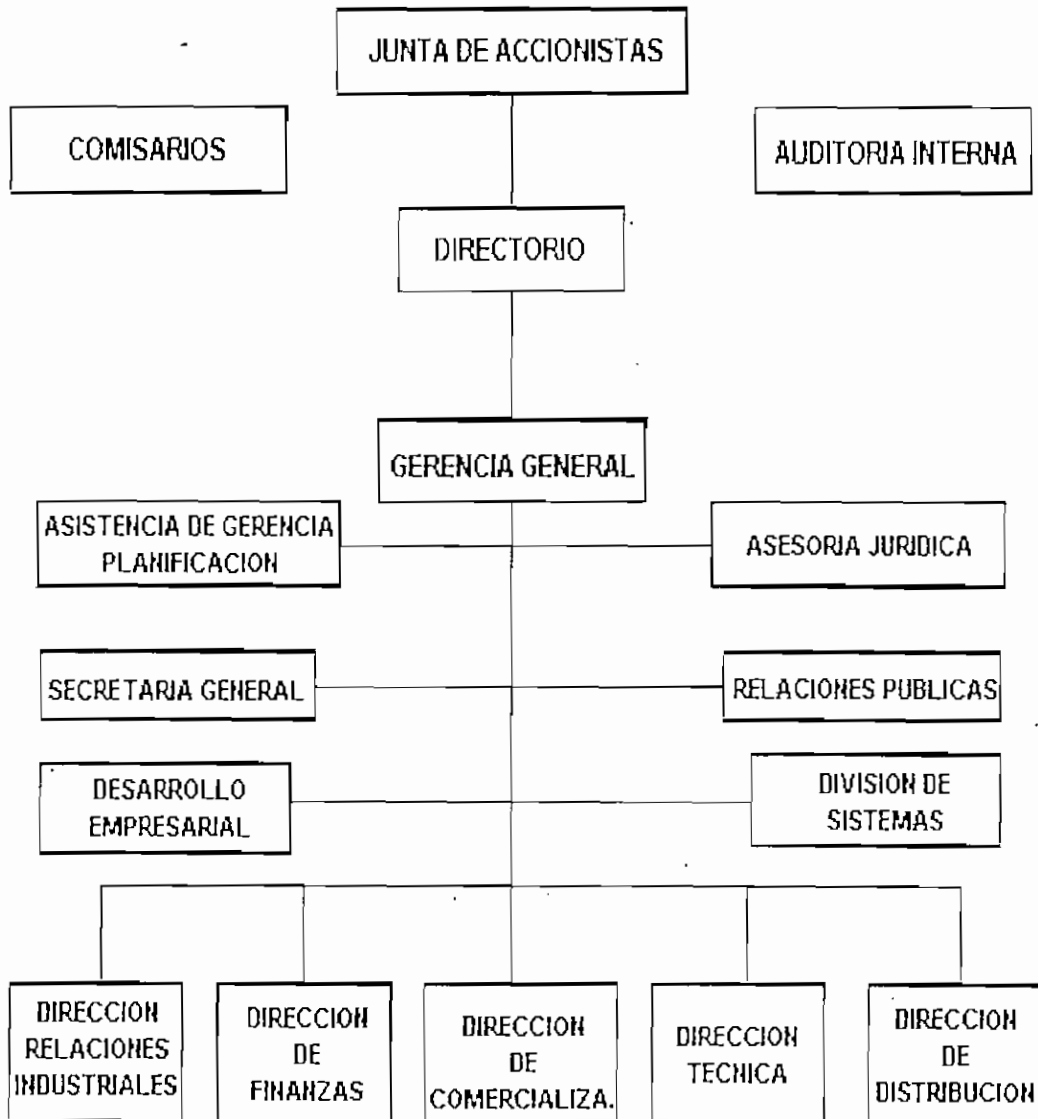 JUNTA DE ACCIONISTAS
COMISARIOS
AUDITORIA INTERNA
DIRECTORIO
GERENCIA GENERAL
ASISTENCIA DE GERENCIA
PLANIFICACION
ASESORIA JURIDICA
SECRETARIA GENERAL
RELACIONES PUBLICAS
DESARROLLO
EMPRESARIAL
DIVISION DE
SISTEMAS
DIRECCION
RELACIONES
INDUSTRIALES
DIRECCION
DE
FINANZAS
DIRECCION
DE
COMERCIALIZA.
DIRECCION
TECNICA
DIRECCION
DE
DISTRIBUCION